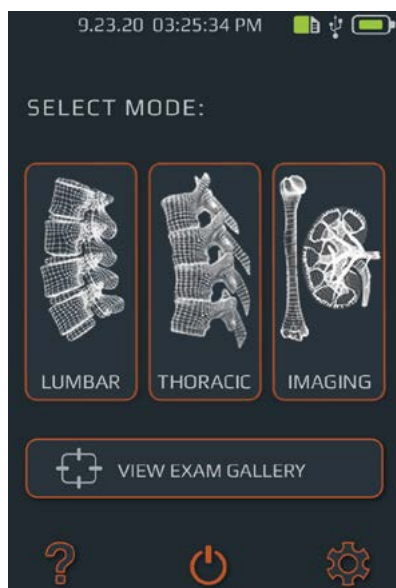 9.23.20 03:25:34 PM
SELECT MODE:
LUMBAR THORACIC IMAGING
VIEW EXAM GALLERY
?